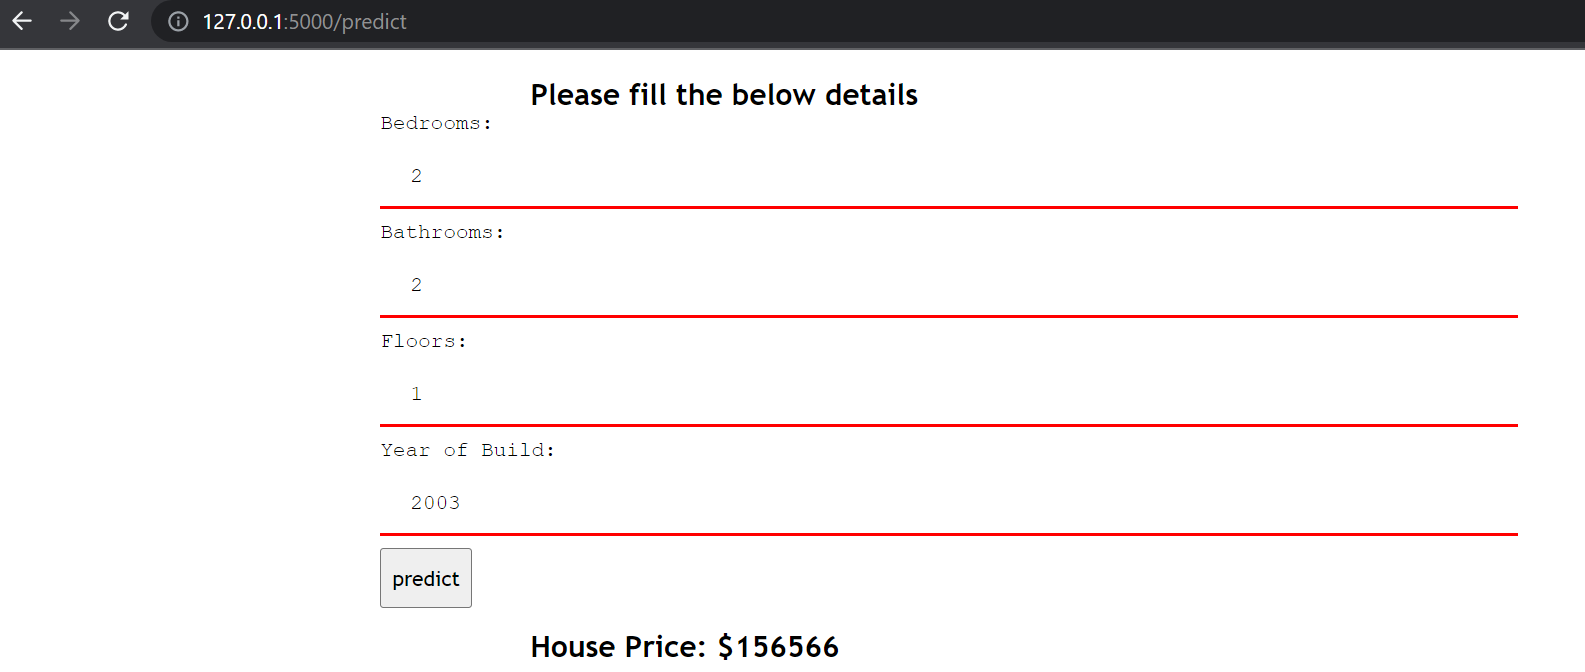 127.0.0.1:5000/predict
Please fill the below details
Bedrooms:
2
Bathrooms:
2
Floors:
1
Year of Build:
2003
predict
House Price: $156566